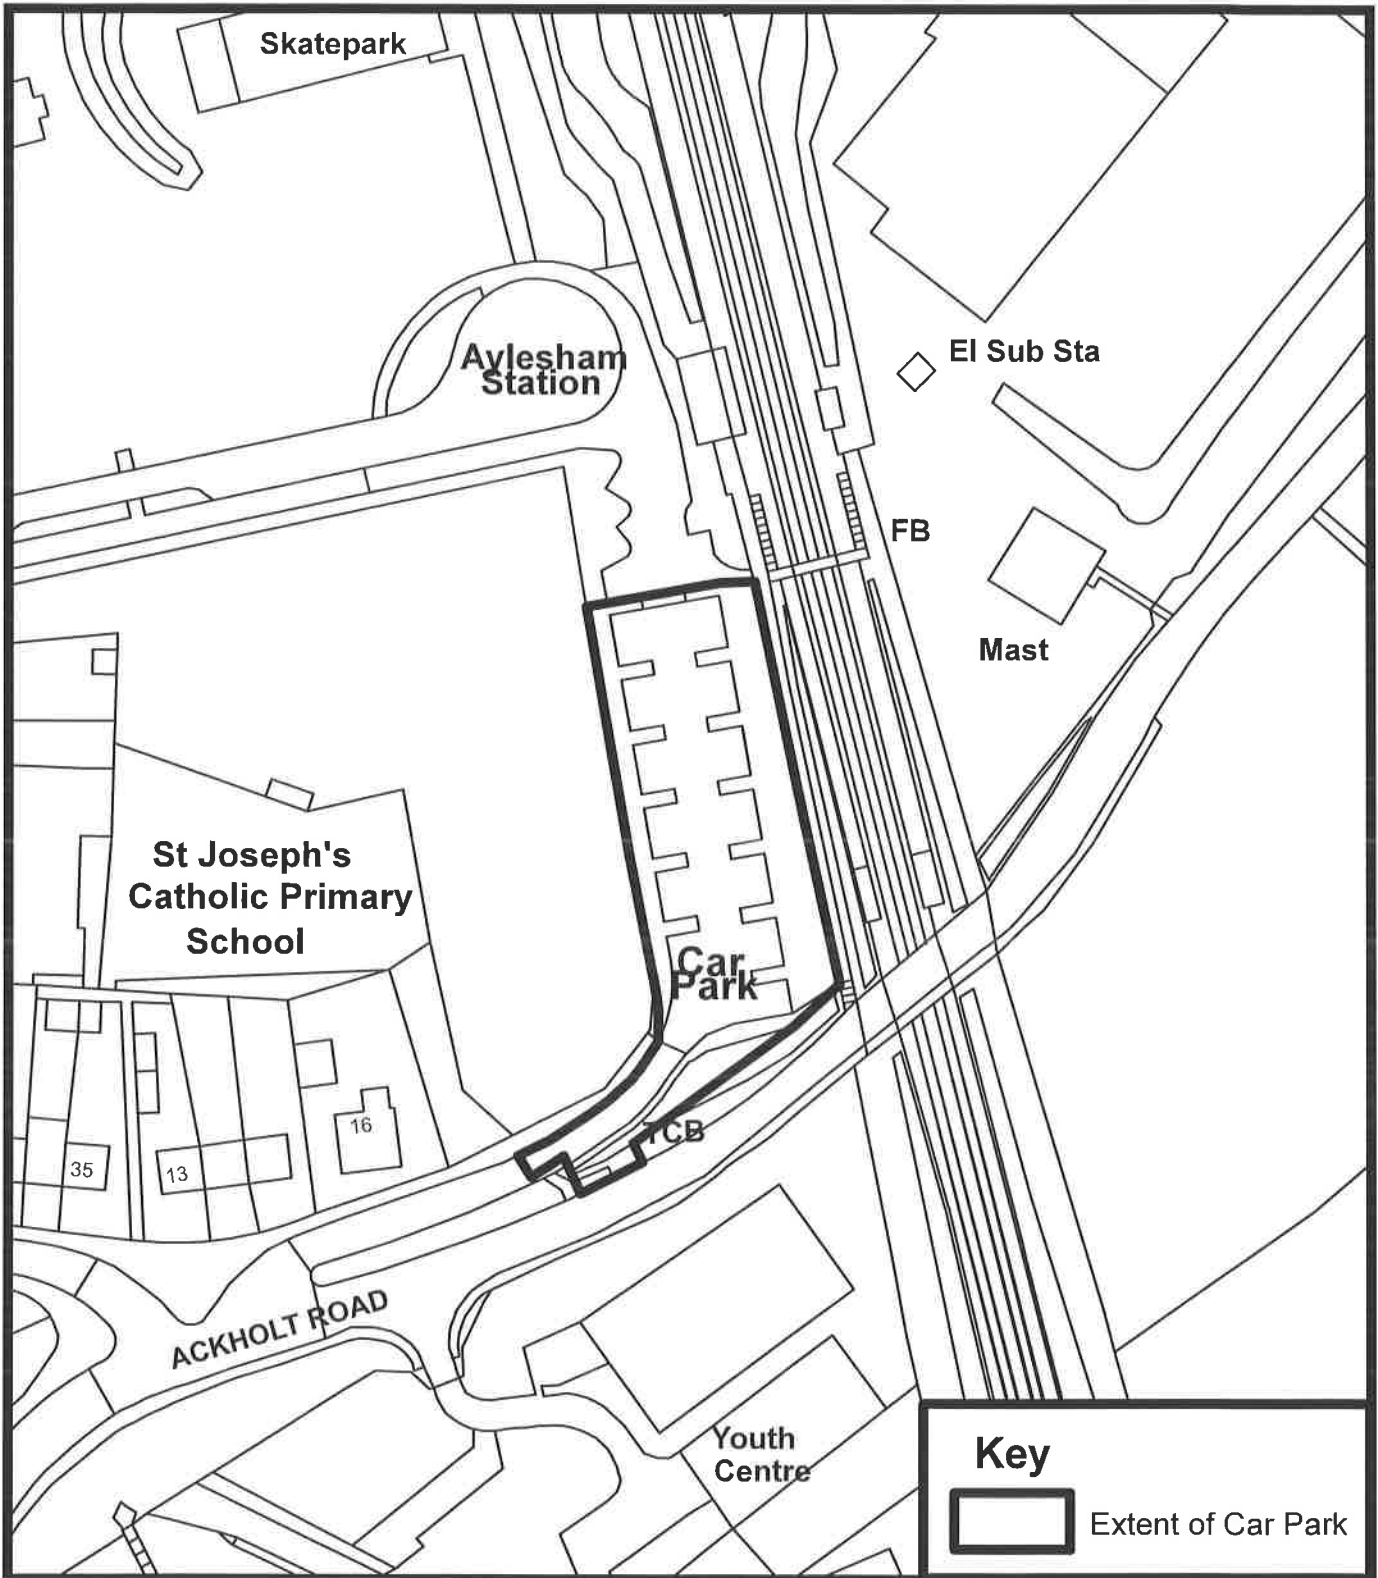 Skatepark
Aylesham
Station
El Sub Sta
FB
Mast
St Joseph's
Catholic Primary
School
Car
Park
TCB
16
35
13
ACKHOLT ROAD
Youth
Centre
Key
Extent of Car Park